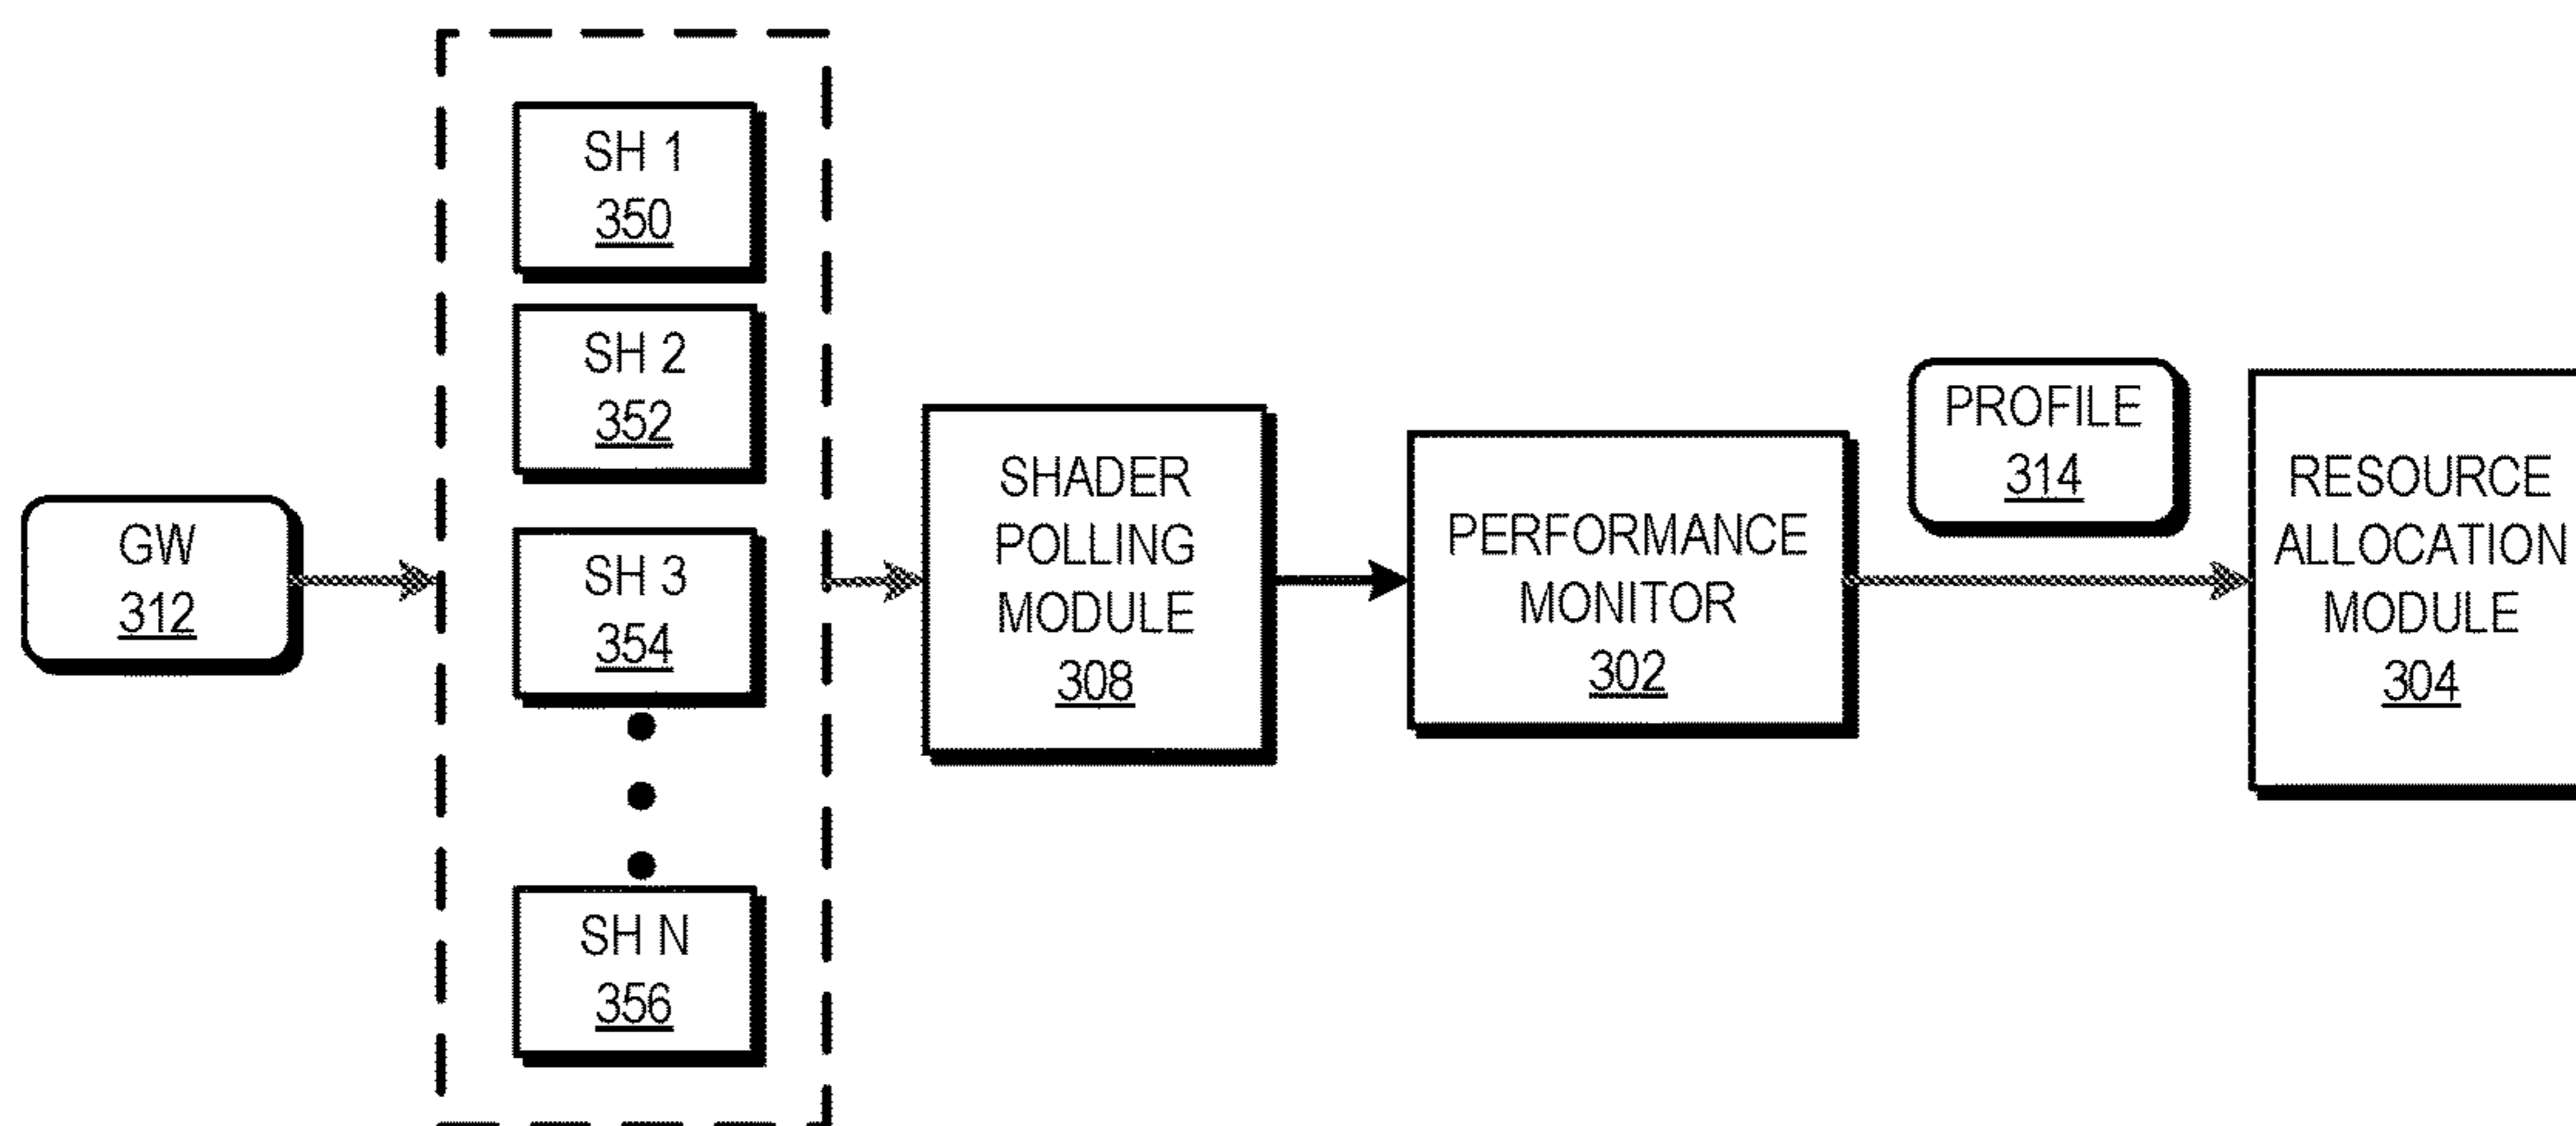 GW
312
SH 1
350
SH 2
352
SH 3
354
SH N
356
SHADER
POLLING
MODULE
308
PERFORMANCE
MONITOR
302
PROFILE
314
RESOURCE
ALLOCATION
MODULE
304